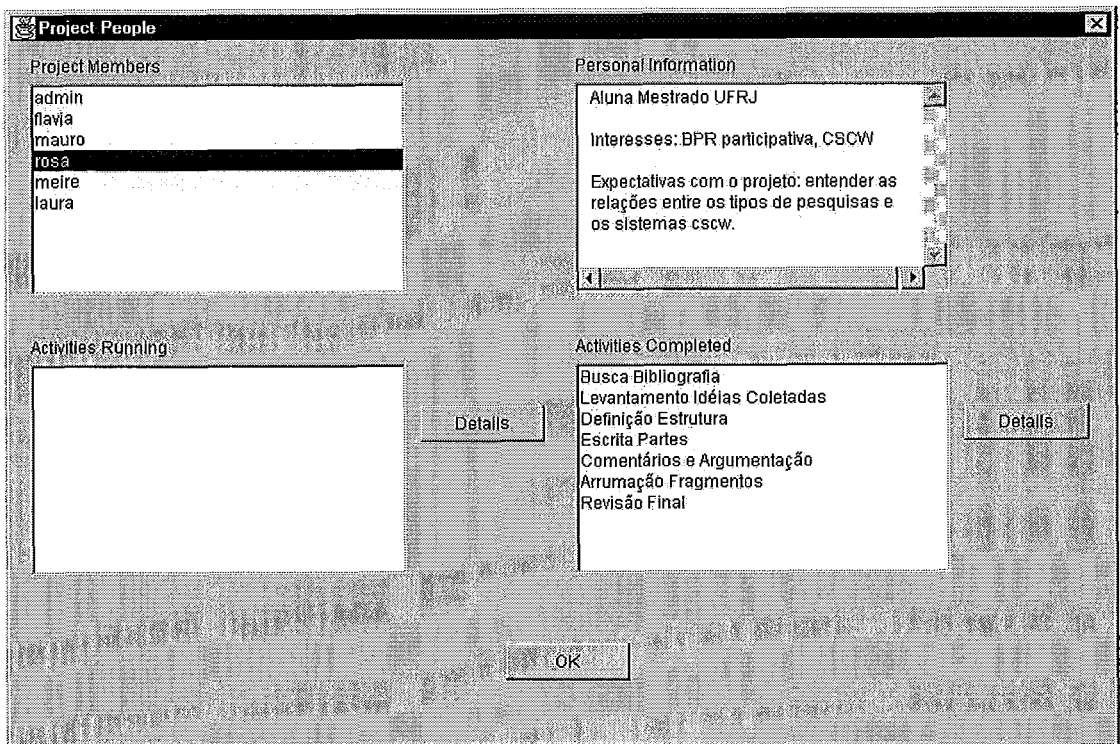 Project People
Project Members
admin
flavia
mauro
rosa
meire
laura
Personal Information
Aluna Mestrado UFRJ
Interesses: BPR participativa, CSCW
Expectativas com o projeto: entender as
relações entre os tipos de pesquisas e
os sistemas cscw.
Activities Running
Details
Activities Completed
Busca Bibliografia
Levantamento Idéias Coletadas
Definição Estrutura
Escrita Partes
Comentários e Argumentação
Arrumação Fragmentos
Revisão Final
Details
OK